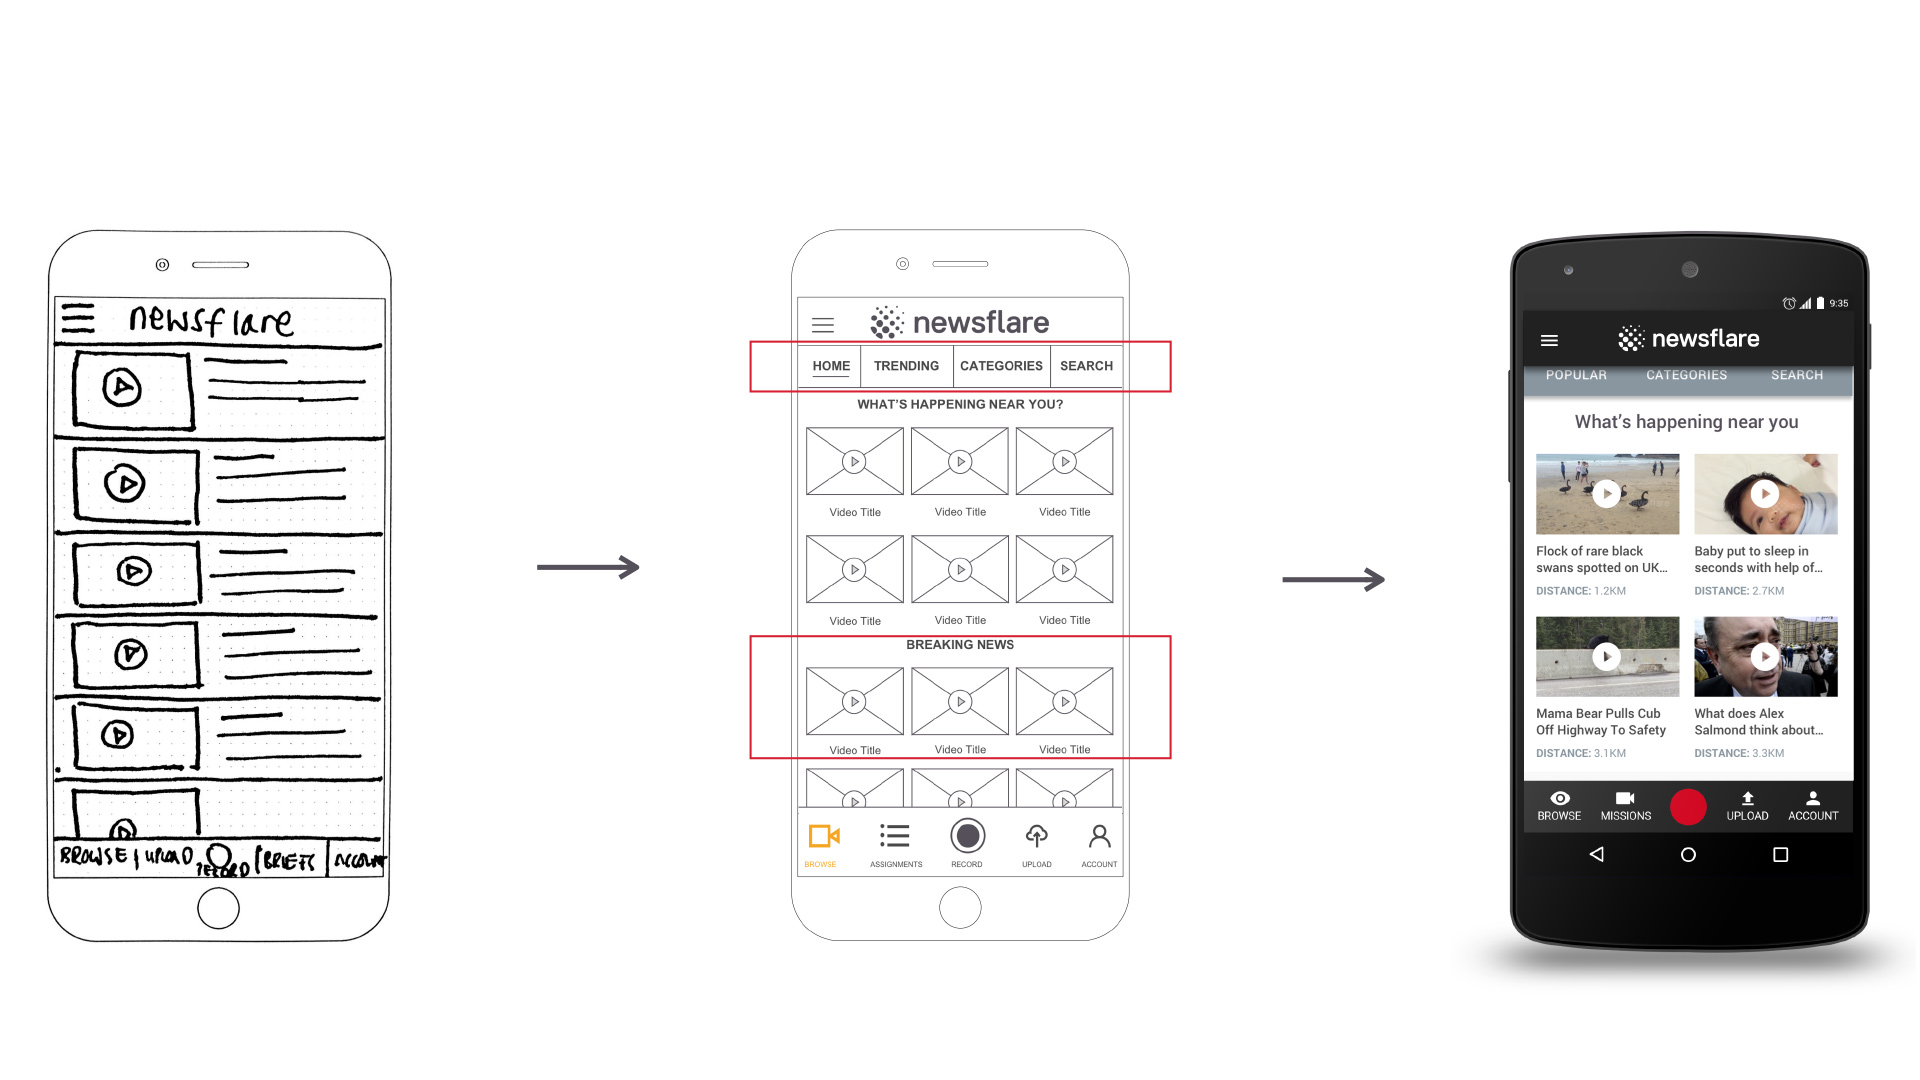 newsflare
BROWSE | UPLOAD RECORD | BRIEFS | ACCOUNT
newsflare
HOME TRENDING CATEGORIES SEARCH
WHAT'S HAPPENING NEAR YOU?
Video Title Video Title Video Title
Video Title Video Title Video Title
BREAKING NEWS
Video Title Video Title Video Title
BROWSE ASSIGNMENTS RECORD UPLOAD ACCOUNT
9:35
newsflare
POPULAR CATEGORIES SEARCH
What's happening near you
Flock of rare black
swans spotted on UK...
DISTANCE: 1.2KM
Baby put to sleep in
seconds with help of...
DISTANCE: 2.7KM
Mama Bear Pulls Cub
Off Highway To Safety
DISTANCE: 3.1KM
What does Alex
Salmond think about...
DISTANCE: 3.3KM
BROWSE MISSIONS UPLOAD ACCOUNT